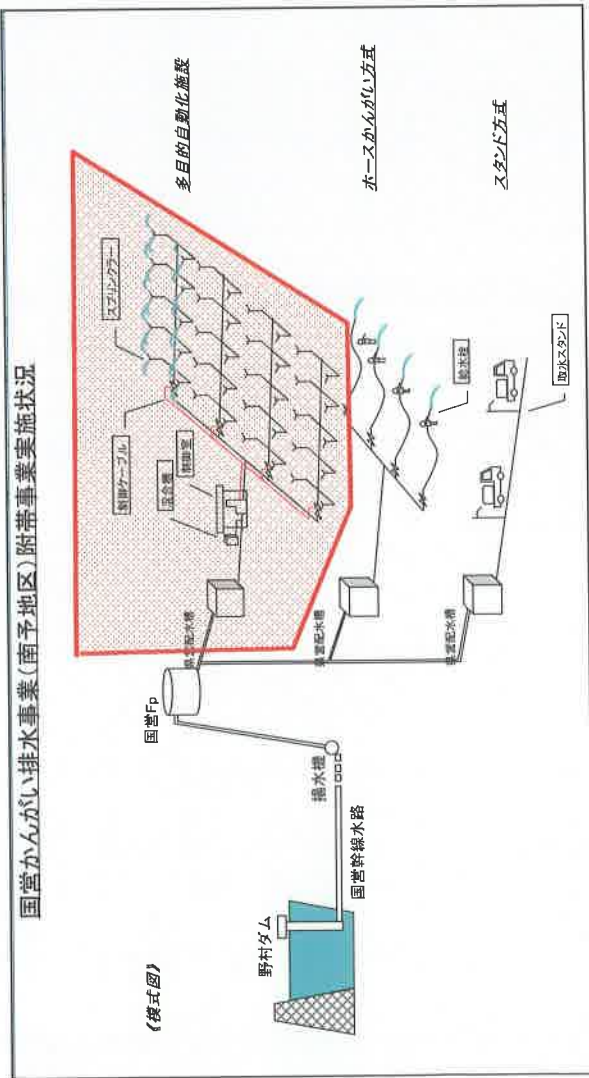 国営かんがい排水事業(南予地区)附帯事業実施状況
《模式図》
野村ダム
国営幹線水路
揚水機
国営Fp
県営配水槽
県営配水槽
県営配水槽
混合槽
制御室
制御ケーブル
スプリンクラー
多目的自動化施設
給水栓
ホースかんがい方式
取水スタンド
スタンド方式